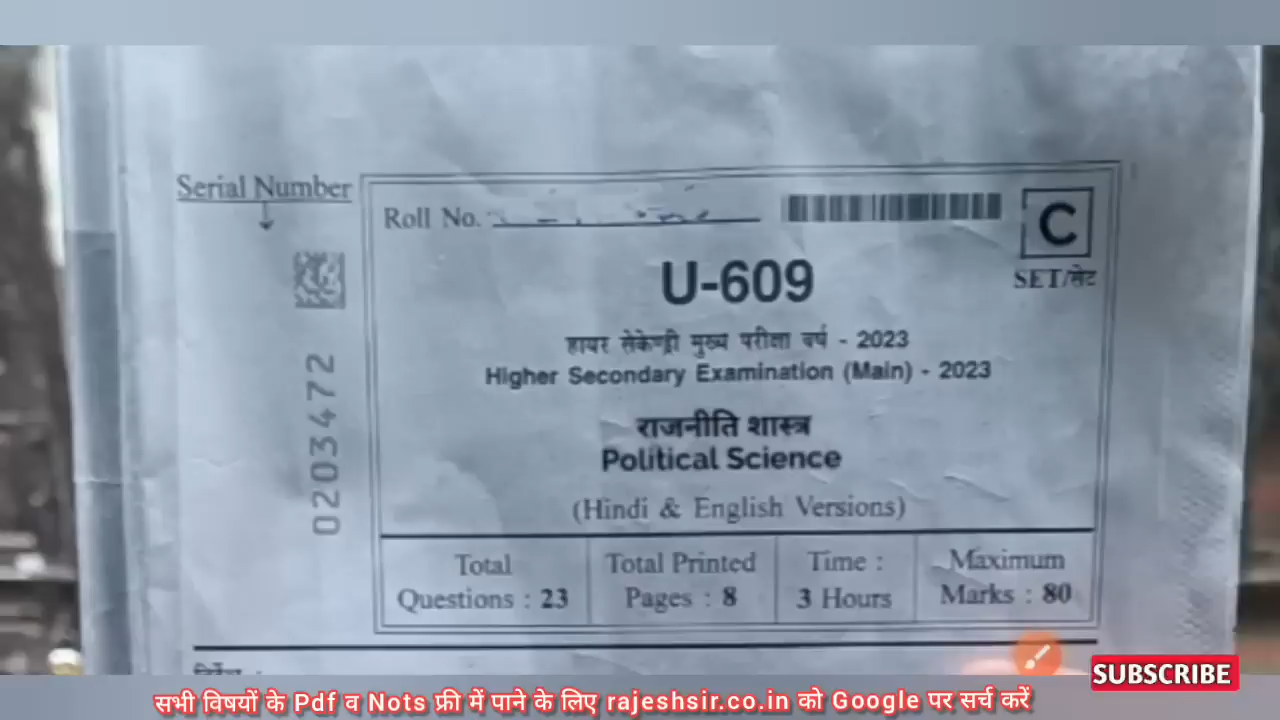 Serial Number
Roll No.
C
SET/सेट
U-609
हायर सेकेण्ड्री मुख्य परीक्षा वर्ष - 2023
Higher Secondary Examination (Main) - 2023
राजनीति शास्त्र
Political Science
(Hindi & English Versions)
0203472
Total Questions : 23
Total Printed Pages : 8
Time : 3 Hours
Maximum Marks : 80
SUBSCRIBE
सभी विषयों के Pdf व Nots फ्री में पाने के लिए rajeshsir.co.in को Google पर सर्च करें